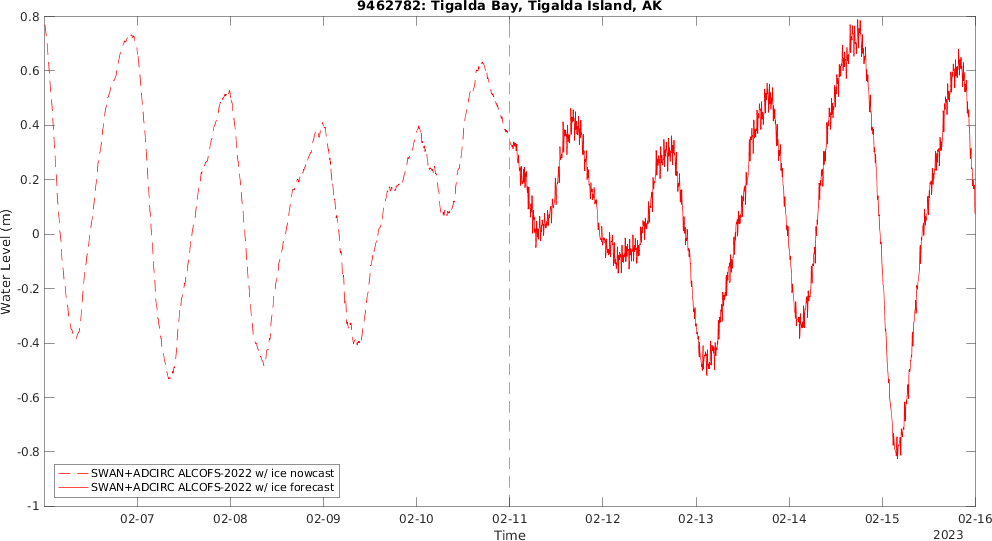 9462782: Tigalda Bay, Tigalda Island, AK
0.8
0.6
0.4
0.2
0
-0.2
-0.4
-0.6
-0.8
-1
Water Level (m)
SWAN+ADCIRC ALCOFS-2022 w/ ice nowcast
SWAN+ADCIRC ALCOFS-2022 w/ ice forecast
02-07 02-08 02-09 02-10 02-11 02-12 02-13 02-14 02-15 02-16
Time
2023